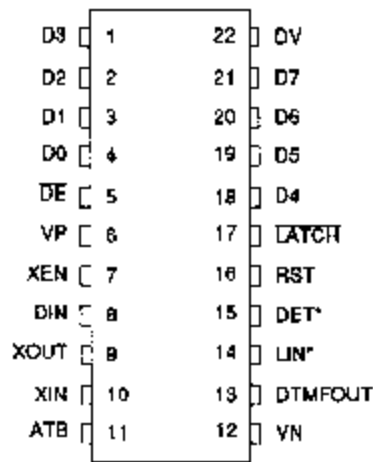 D3 1 22 DV
D2 2 21 D7
D1 3 20 D6
D0 4 19 D5
DE 5 18 D4
VP 6 17 LATCH
XEN 7 16 RST
DIN 8 15 DET*
XOUT 9 14 LIN*
XIN 10 13 DTMFOUT
ATB 11 12 VN